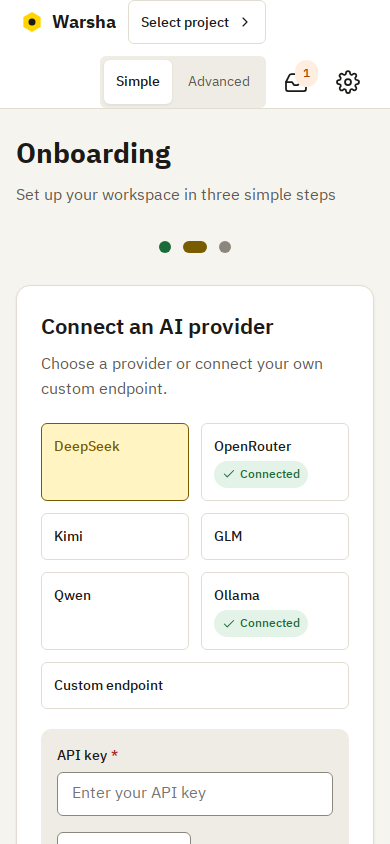 Warsha
Select project
Simple
Advanced
1
Onboarding
Set up your workspace in three simple steps
Connect an AI provider
Choose a provider or connect your own
custom endpoint.
DeepSeek
OpenRouter
Connected
Kimi
GLM
Qwen
Ollama
Connected
Custom endpoint
API key *
Enter your API key